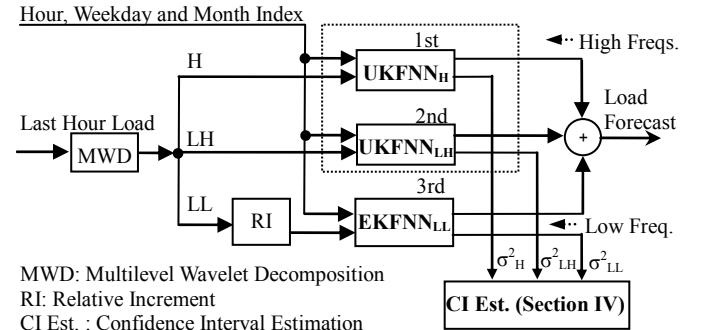 Hour, Weekday and Month Index
1st
High Freqs.
H
UKFNN_H
Last Hour Load
2nd
Load
Forecast
MWD
LH
UKFNN_LH
+
3rd
LL
RI
EKFNN_LL
Low Freq.
σ²_H
σ²_LH
σ²_LL
MWD: Multilevel Wavelet Decomposition
RI: Relative Increment
CI Est. (Section IV)
CI Est. : Confidence Interval Estimation